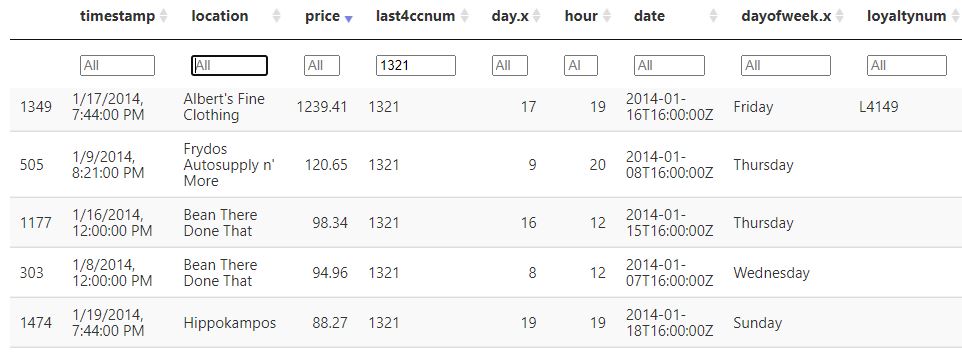 timestamp location price last4ccnum day.x hour date dayofweek.x loyaltynum
All All All 1321 All Al All All All
1349 1/17/2014, 7:44:00 PM Albert's Fine Clothing 1239.41 1321 17 19 2014-01-16T16:00:00Z Friday L4149
505 1/9/2014, 8:21:00 PM Frydos Autosupply n' More 120.65 1321 9 20 2014-01-08T16:00:00Z Thursday
1177 1/16/2014, 12:00:00 PM Bean There Done That 98.34 1321 16 12 2014-01-15T16:00:00Z Thursday
303 1/8/2014, 12:00:00 PM Bean There Done That 94.96 1321 8 12 2014-01-07T16:00:00Z Wednesday
1474 1/19/2014, 7:44:00 PM Hippokampos 88.27 1321 19 19 2014-01-18T16:00:00Z Sunday